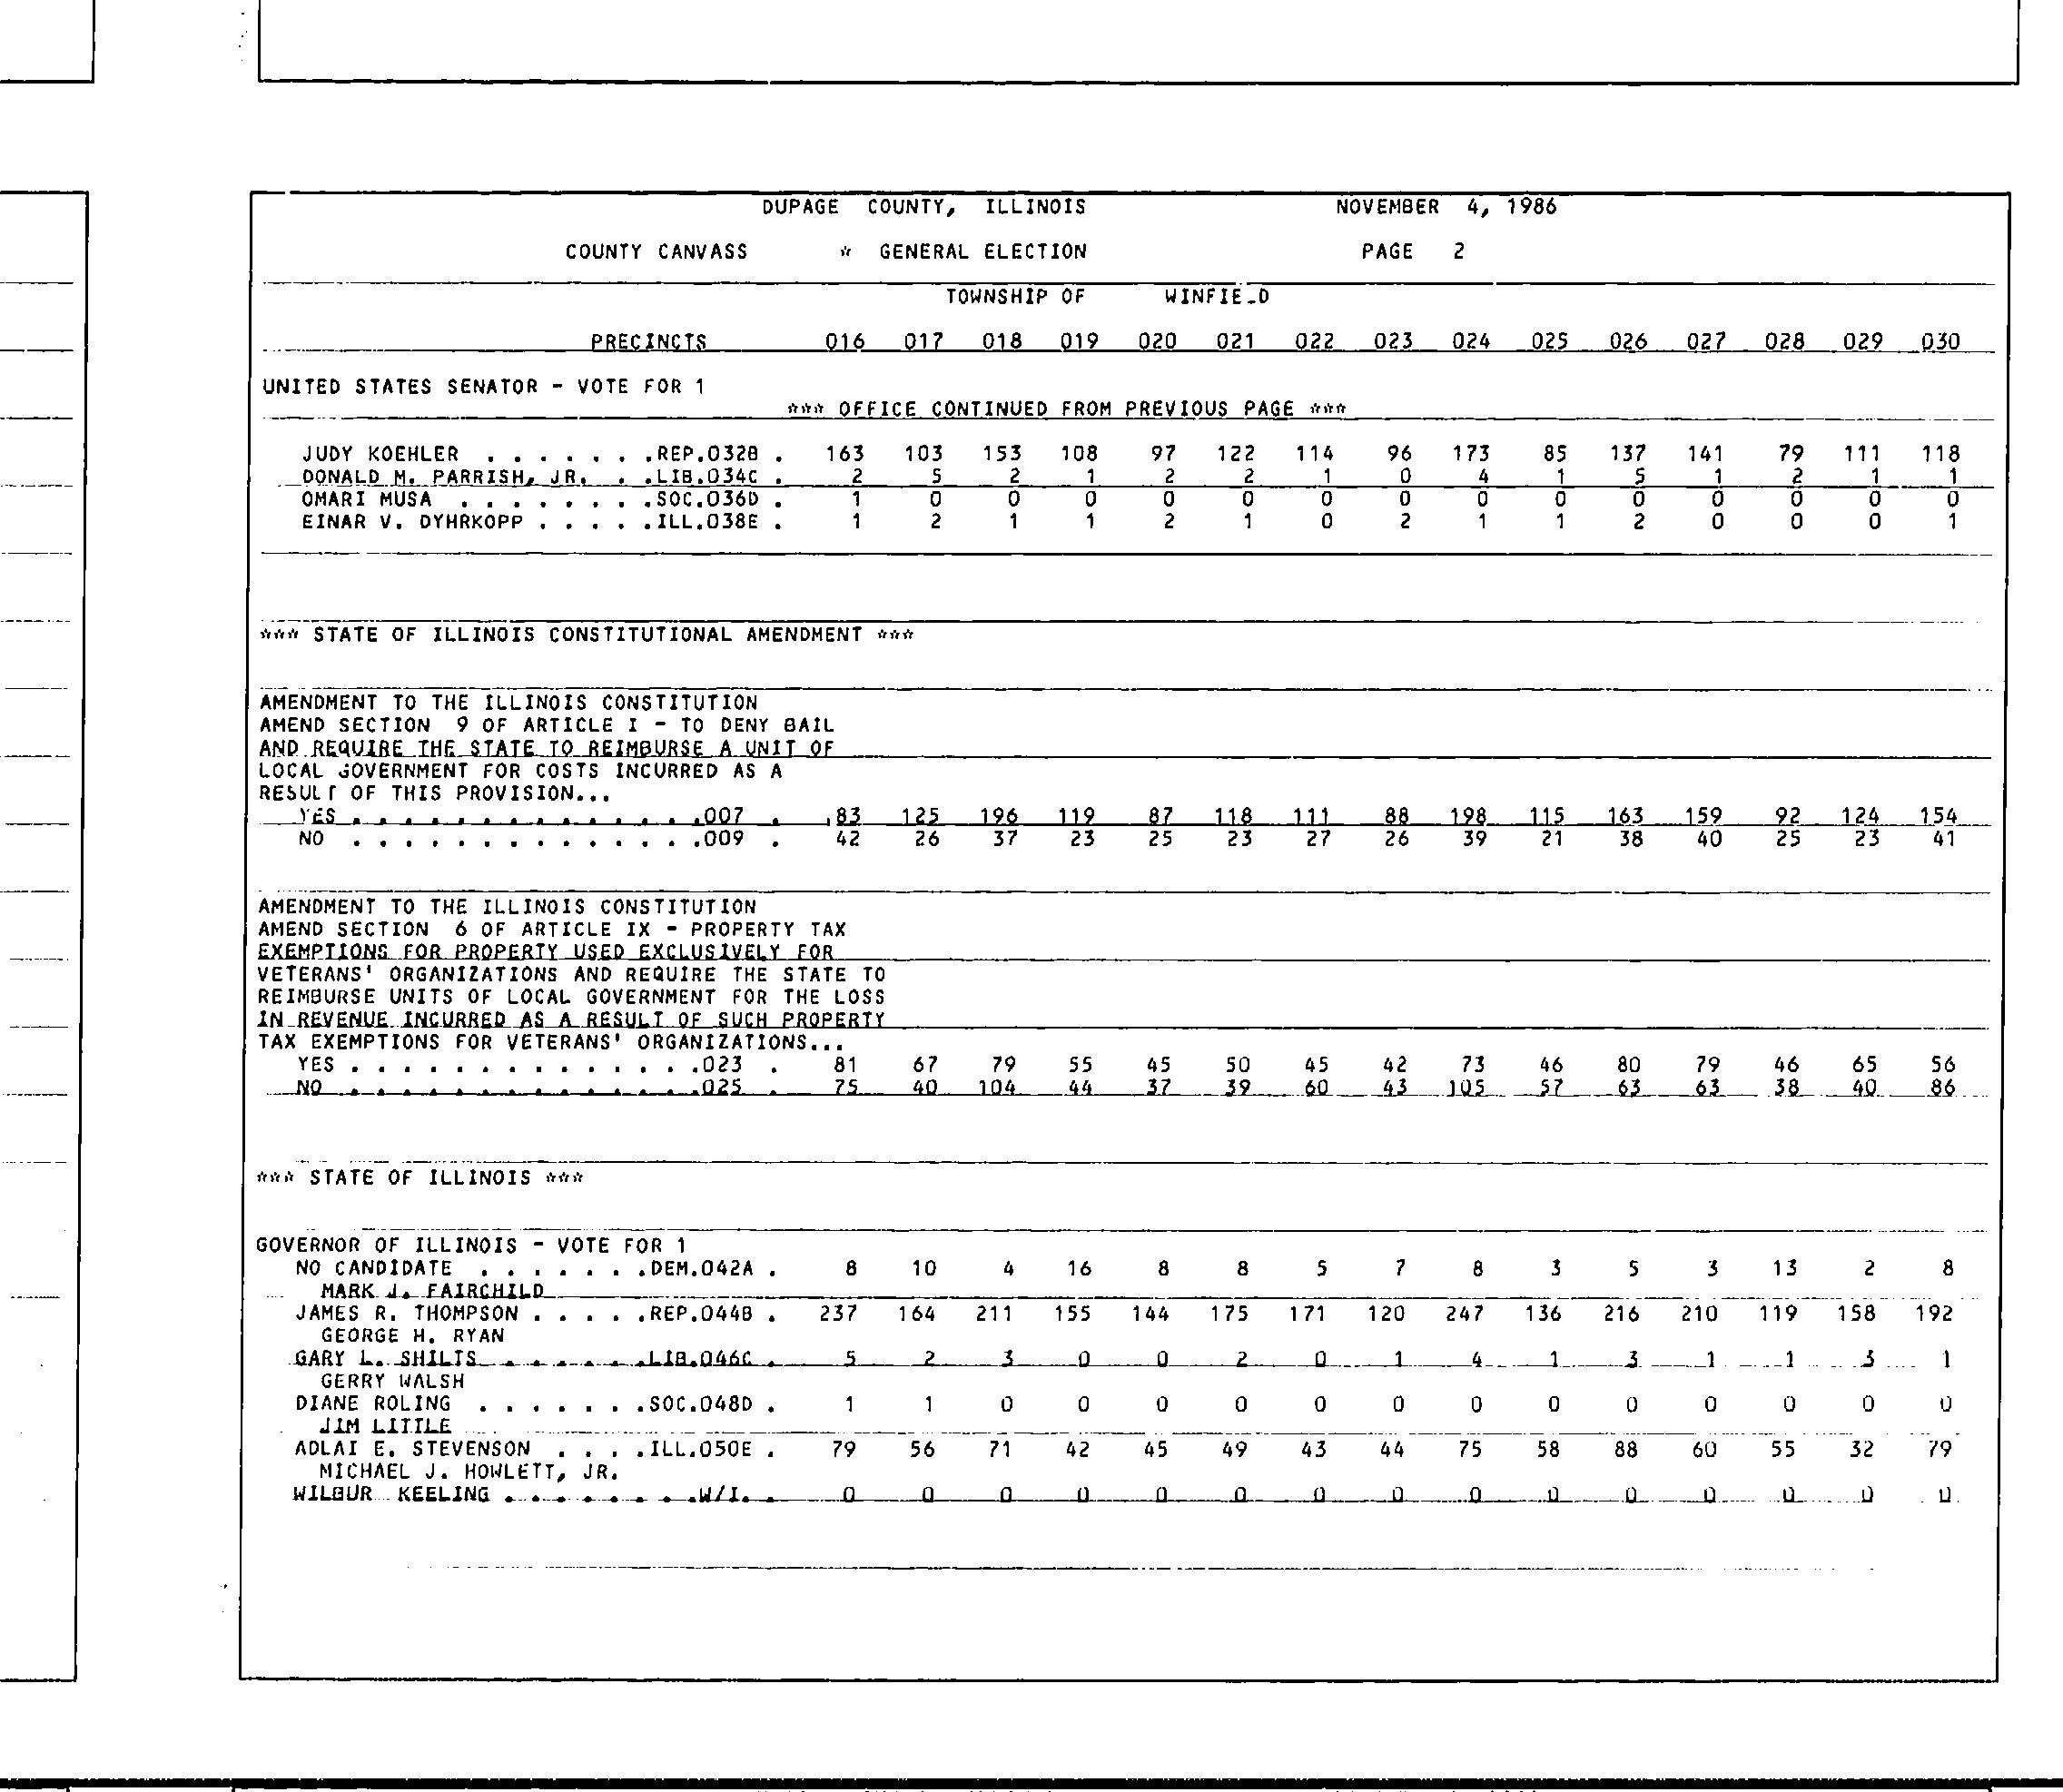 DUPAGE COUNTY, ILLINOIS NOVEMBER 4, 1986
COUNTY CANVASS * GENERAL ELECTION PAGE 2
TOWNSHIP OF WINFIE_D
PRECINCTS 016 017 018 019 020 021 022 023 024 025 026 027 028 029 030
UNITED STATES SENATOR - VOTE FOR 1
*** OFFICE CONTINUED FROM PREVIOUS PAGE ***
JUDY KOEHLER . . . . . . .REP.032B . 163 103 153 108 97 122 114 96 173 85 137 141 79 111 118
DONALD M. PARRISH, JR. . .LIB.034C . 2 5 2 1 2 2 1 0 4 1 5 1 2 1 1
OMARI MUSA . . . . . . . .SOC.036D . 1 0 0 0 0 0 0 0 0 0 0 0 0 0 0
EINAR V. DYHRKOPP . . . . .ILL.038E . 1 2 1 1 2 1 0 2 1 1 2 0 0 0 1
*** STATE OF ILLINOIS CONSTITUTIONAL AMENDMENT ***
AMENDMENT TO THE ILLINOIS CONSTITUTION
AMEND SECTION 9 OF ARTICLE I - TO DENY BAIL
AND REQUIRE THE STATE TO REIMBURSE A UNIT OF
LOCAL GOVERNMENT FOR COSTS INCURRED AS A
RESULT OF THIS PROVISION...
YES . . . . . . . . . . . . . .007 . 83 125 196 119 87 118 111 88 198 115 163 159 92 124 154
NO . . . . . . . . . . . . . .009 . 42 26 37 23 25 23 27 26 39 21 38 40 25 23 41
AMENDMENT TO THE ILLINOIS CONSTITUTION
AMEND SECTION 6 OF ARTICLE IX - PROPERTY TAX
EXEMPTIONS FOR PROPERTY USED EXCLUSIVELY FOR
VETERANS' ORGANIZATIONS AND REQUIRE THE STATE TO
REIMBURSE UNITS OF LOCAL GOVERNMENT FOR THE LOSS
IN REVENUE INCURRED AS A RESULT OF SUCH PROPERTY
TAX EXEMPTIONS FOR VETERANS' ORGANIZATIONS...
YES . . . . . . . . . . . . . .023 . 81 67 79 55 45 50 45 42 73 46 80 79 46 65 56
NO . . . . . . . . . . . . . .025 . 75 40 104 44 37 39 60 43 105 57 63 63 38 40 86
*** STATE OF ILLINOIS ***
GOVERNOR OF ILLINOIS - VOTE FOR 1
NO CANDIDATE . . . . . . .DEM.042A . 8 10 4 16 8 8 5 7 8 3 5 3 13 2 8
MARK J. FAIRCHILD
JAMES R. THOMPSON . . . . .REP.044B . 237 164 211 155 144 175 171 120 247 136 216 210 119 158 192
GEORGE H. RYAN
GARY L. SHILTS . . . . . .LIB.046C . 5 2 3 0 0 2 0 1 4 1 3 1 1 3 1
GERRY WALSH
DIANE ROLING . . . . . . .SOC.048D . 1 1 0 0 0 0 0 0 0 0 0 0 0 0 0
JIM LITTLE
ADLAI E. STEVENSON . . . .ILL.050E . 79 56 71 42 45 49 43 44 75 58 88 60 55 32 79
MICHAEL J. HOWLETT, JR.
WILBUR KEELING . . . . . . . .W/I. . 0 0 0 0 0 0 0 0 0 0 0 0 0 0 0